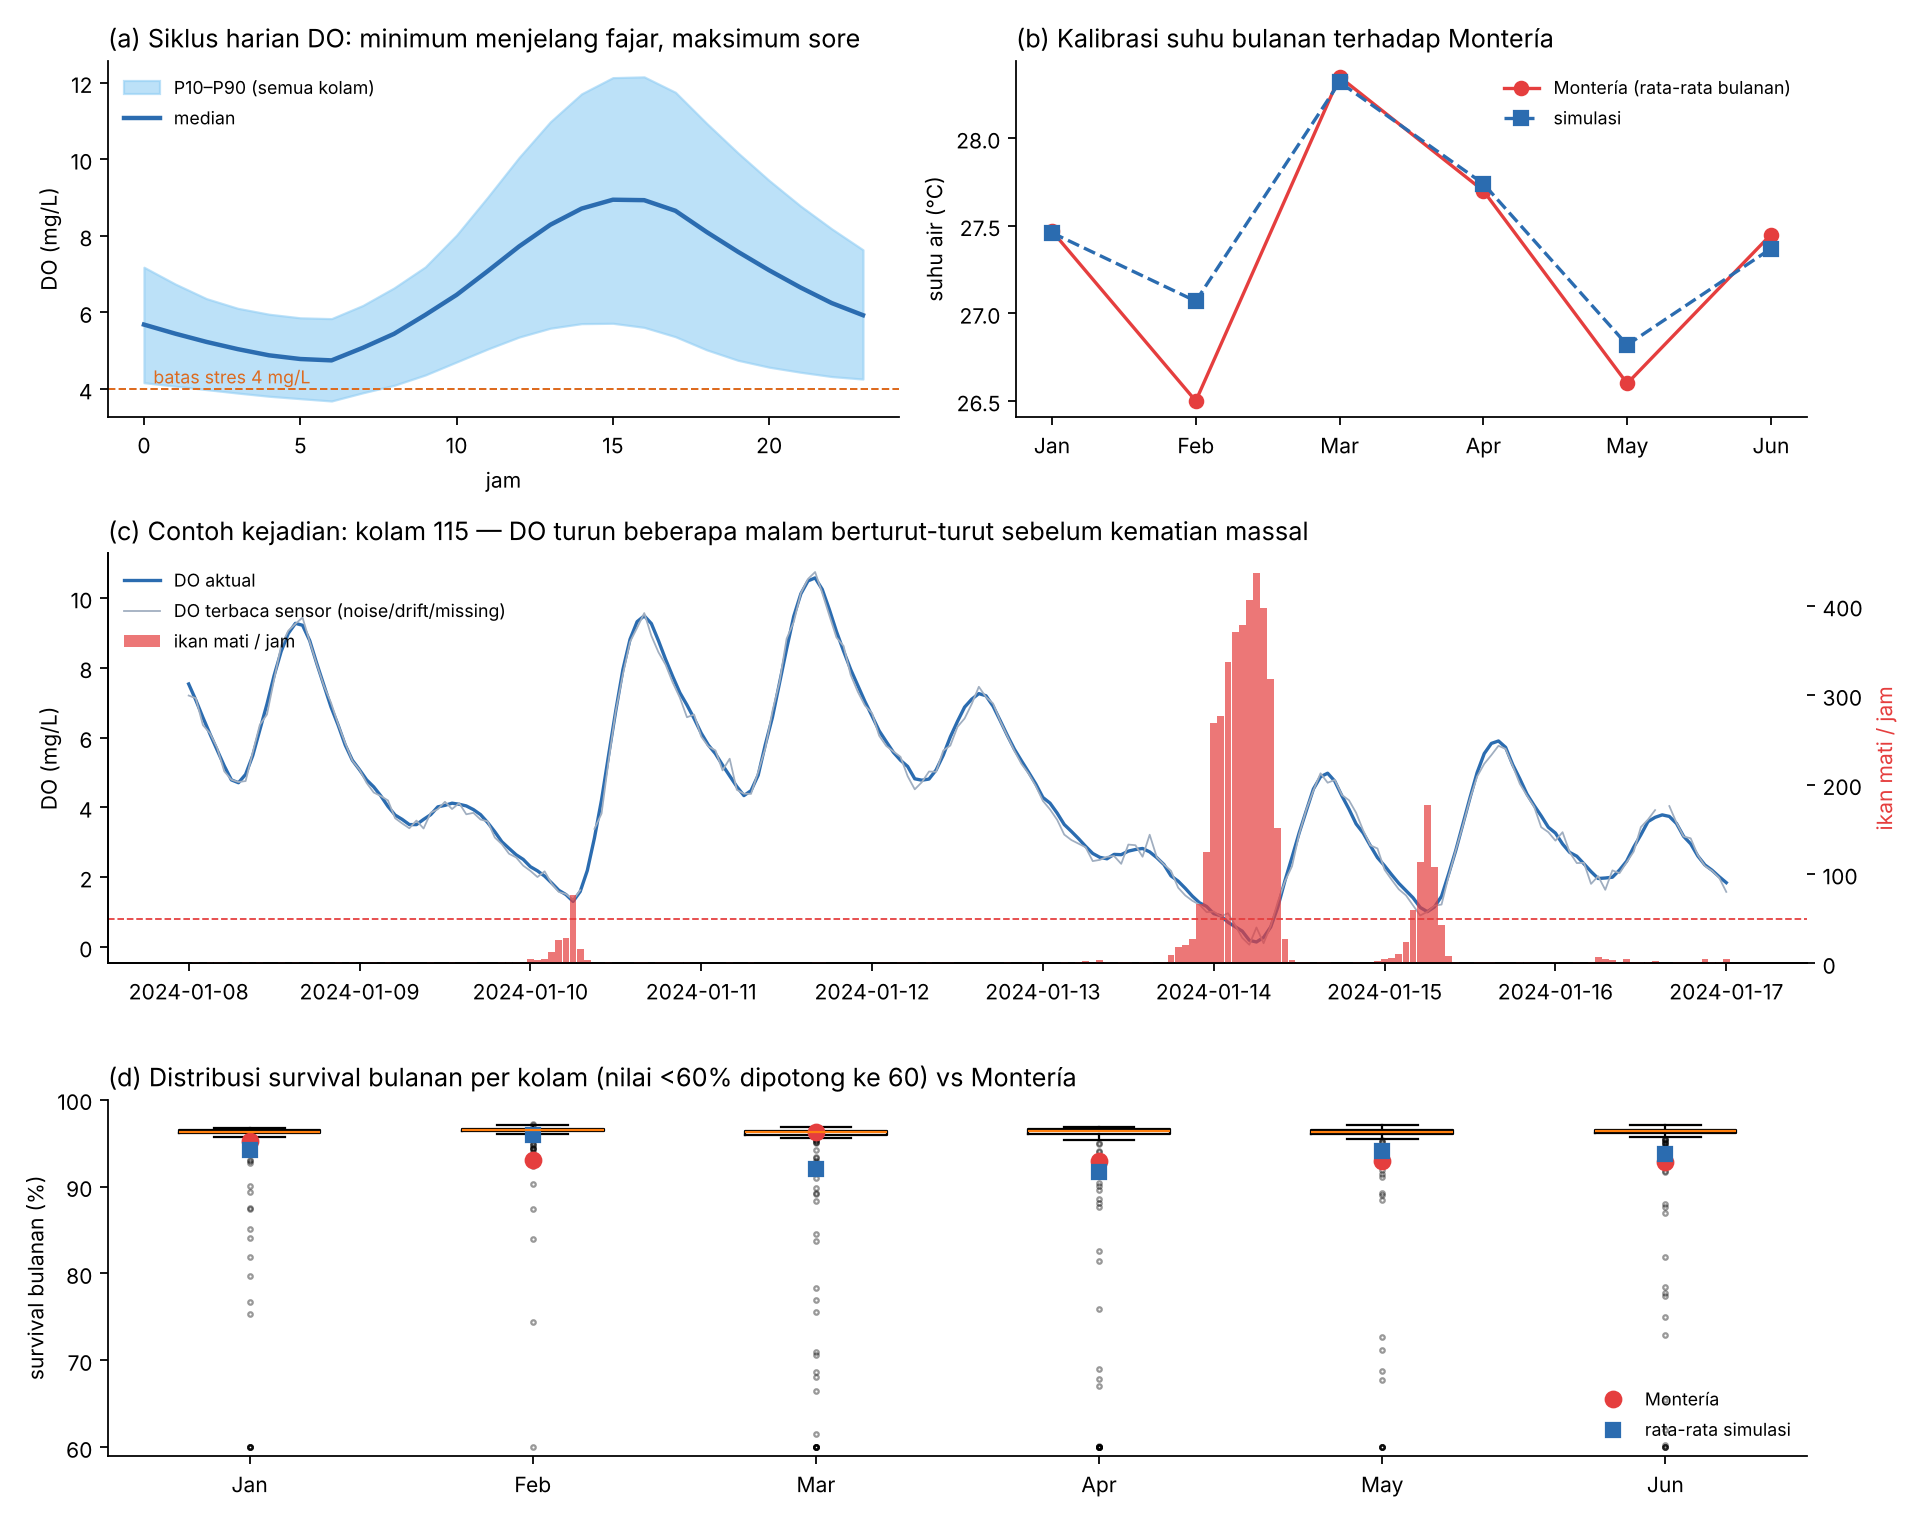 (a) Siklus harian DO: minimum menjelang fajar, maksimum sore
DO (mg/L)
12
10
8
6
4
P10–P90 (semua kolam)
median
batas stres 4 mg/L
0 5 10 15 20
jam
(b) Kalibrasi suhu bulanan terhadap Montería
suhu air (°C)
28.0
27.5
27.0
26.5
Montería (rata-rata bulanan)
simulasi
Jan Feb Mar Apr May Jun
(c) Contoh kejadian: kolam 115 — DO turun beberapa malam berturut-turut sebelum kematian massal
DO (mg/L)
10
8
6
4
2
0
DO aktual
DO terbaca sensor (noise/drift/missing)
ikan mati / jam
400
300
200
100
0
ikan mati / jam
2024-01-08 2024-01-09 2024-01-10 2024-01-11 2024-01-12 2024-01-13 2024-01-14 2024-01-15 2024-01-16 2024-01-17
(d) Distribusi survival bulanan per kolam (nilai <60% dipotong ke 60) vs Montería
survival bulanan (%)
100
90
80
70
60
Montería
rata-rata simulasi
Jan Feb Mar Apr May Jun